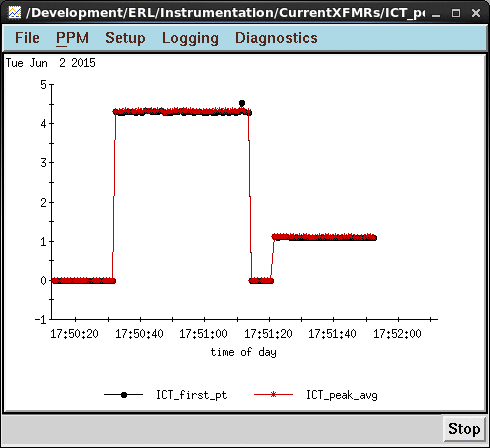 /Development/ERL/Instrumentation/CurrentXFMRs/ICT_pe
File PPM Setup Logging Diagnostics
Tue Jun 2 2015
5
4
3
2
1
0
-1
17:50:20 17:50:40 17:51:00 17:51:20 17:51:40 17:52:00
time of day
ICT_first_pt ICT_peak_avg
Stop